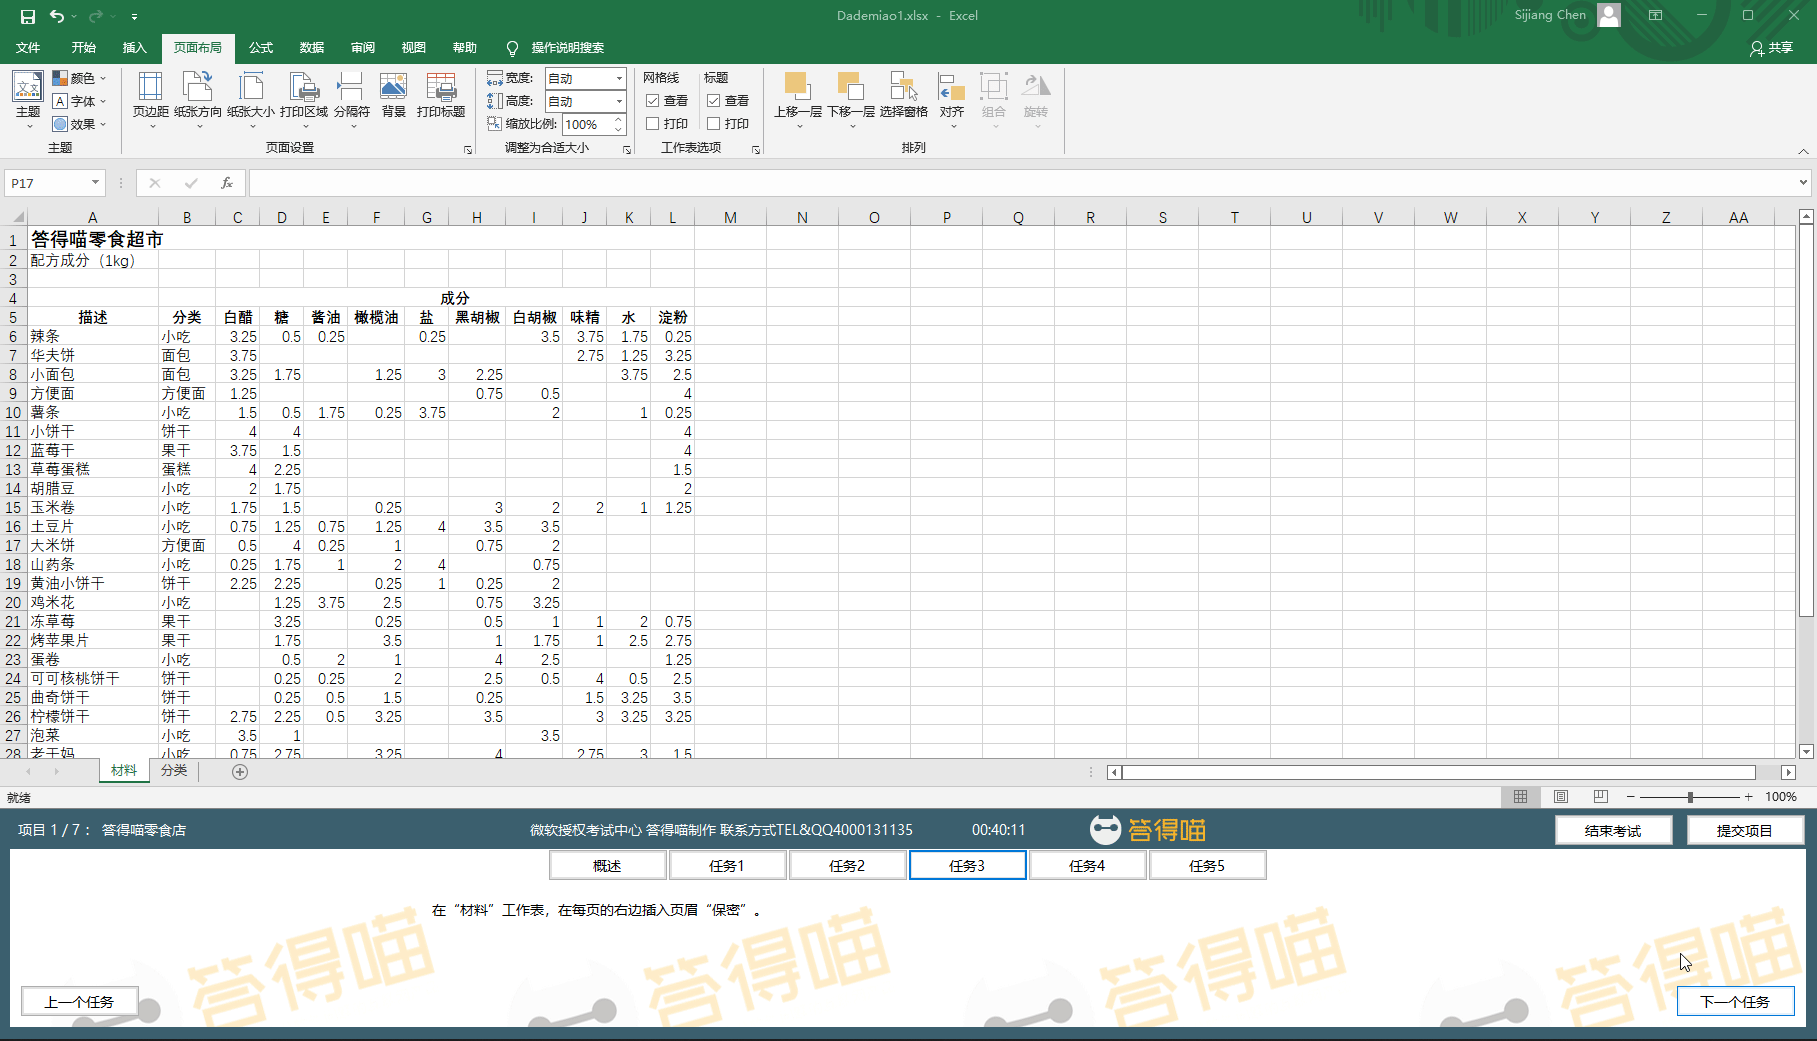 Dademiao1.xlsx - Excel
Sijiang Chen
文件 开始 插入 页面布局 公式 数据 审阅 视图 帮助 操作说明搜索 共享
主题 颜色 字体 效果 主题
页边距 纸张方向 纸张大小 打印区域 分隔符 背景 打印标题 页面设置
宽度: 自动
高度: 自动
缩放比例: 100%
调整为合适大小
网格线 标题
查看 查看
打印 打印
工作表选项
上移一层 下移一层 选择窗格 对齐 组合 旋转 排列
P17 fx
A B C D E F G H I J K L M N O P Q R S T U V W X Y Z AA
1 答得喵零食超市
2 配方成分（1kg）
3
4 成分
5 描述 分类 白醋 糖 酱油 橄榄油 盐 黑胡椒 白胡椒 味精 水 淀粉
6 辣条 小吃 3.25 0.5 0.25 0.25 3.5 3.75 1.75 0.25
7 华夫饼 面包 3.75 2.75 1.25 3.25
8 小面包 面包 3.25 1.75 1.25 3 2.25 3.75 2.5
9 方便面 方便面 1.25 0.75 0.5 4
10 薯条 小吃 1.5 0.5 1.75 0.25 3.75 2 1 0.25
11 小饼干 饼干 4 4 4
12 蓝莓干 果干 3.75 1.5 4
13 草莓蛋糕 蛋糕 4 2.25 1.5
14 胡腊豆 小吃 2 1.75 2
15 玉米卷 小吃 1.75 1.5 0.25 3 2 2 1 1.25
16 土豆片 小吃 0.75 1.25 0.75 1.25 4 3.5 3.5
17 大米饼 方便面 0.5 4 0.25 1 0.75 2
18 山药条 小吃 0.25 1.75 1 2 4 0.75
19 黄油小饼干 饼干 2.25 2.25 0.25 1 0.25 2
20 鸡米花 小吃 1.25 3.75 2.5 0.75 3.25
21 冻草莓 果干 3.25 0.25 0.5 1 1 2 0.75
22 烤苹果片 果干 1.75 3.5 1 1.75 1 2.5 2.75
23 蛋卷 小吃 0.5 2 1 4 2.5 1.25
24 可可核桃饼干 饼干 0.25 0.25 2 2.5 0.5 4 0.5 2.5
25 曲奇饼干 饼干 0.25 0.5 1.5 0.25 1.5 3.25 3.5
26 柠檬饼干 饼干 2.75 2.25 0.5 3.25 3.5 3 3.25 3.25
27 泡菜 小吃 3.5 1 3.5
28 老干妈 小吃 0.75 2.75 3.25 4 2.75 3 1.5
材料 分类
就绪 100%
项目 1 / 7 : 答得喵零食店 微软授权考试中心 答得喵制作 联系方式TEL&QQ4000131135 00:40:11 答得喵 结束考试 提交项目
概述 任务1 任务2 任务3 任务4 任务5
在“材料”工作表，在每页的右边插入页眉“保密”。
答得喵 答得喵 答得喵 答得喵
上一个任务 下一个任务